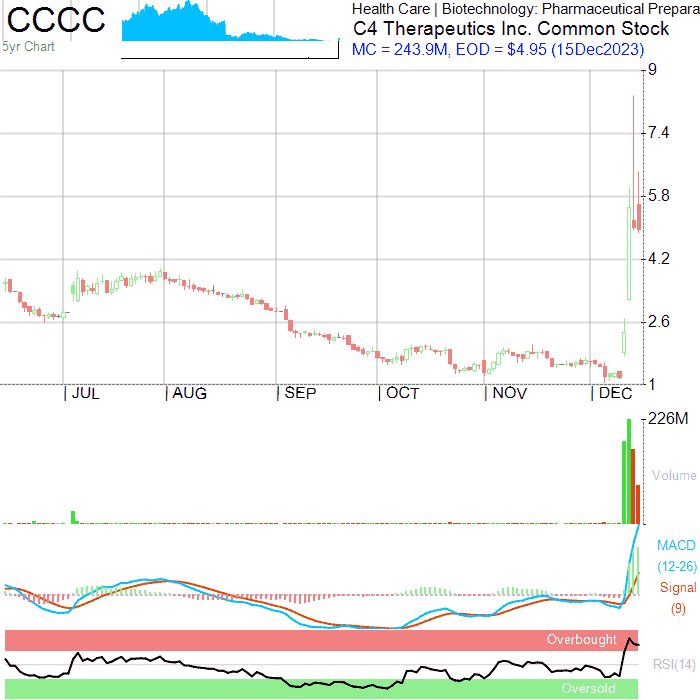 CCCC
5yr Chart
Health Care | Biotechnology: Pharmaceutical Prepara
C4 Therapeutics Inc. Common Stock
MC = 243.9M, EOD = $4.95 (15Dec2023)
9
7.4
5.8
4.2
2.6
1
JUL AUG SEP OCT NOV DEC
226M
Volume
MACD
(12-26)
Signal
(9)
Overbought
RSI(14)
Oversold